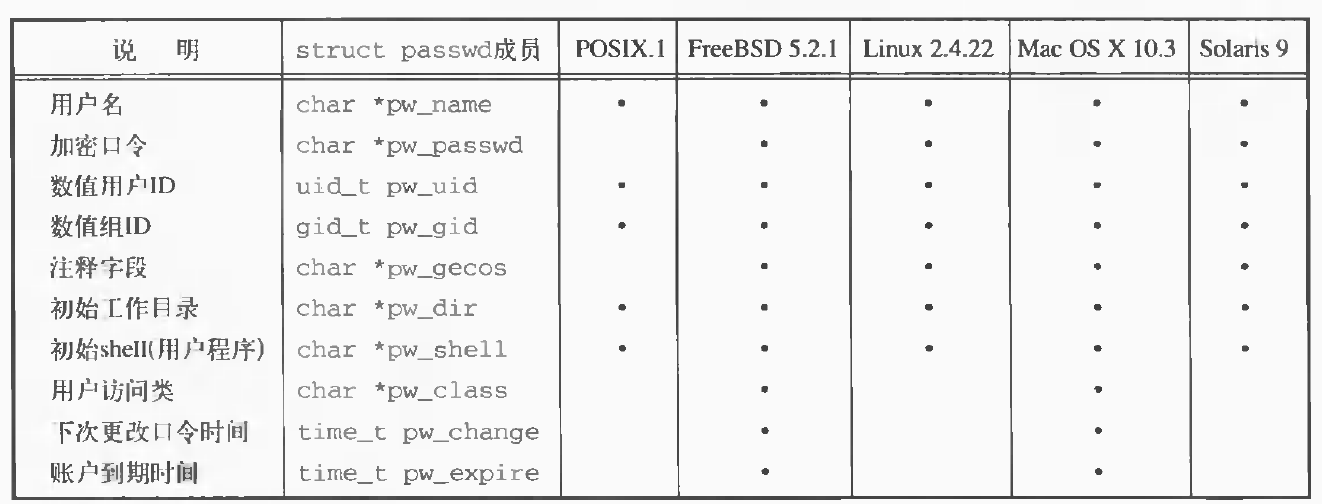 说 明 struct passwd成员 POSIX.1 FreeBSD 5.2.1 Linux 2.4.22 Mac OS X 10.3 Solaris 9
用户名 char *pw_name • • • • •
加密口令 char *pw_passwd • • • •
数值用户ID uid_t pw_uid • • • • •
数值组ID gid_t pw_gid • • • • •
注释字段 char *pw_gecos • • • •
初始工作目录 char *pw_dir • • • • •
初始shell(用户程序) char *pw_shell • • • • •
用户访问类 char *pw_class • •
下次更改口令时间 time_t pw_change • •
账户到期时间 time_t pw_expire • •